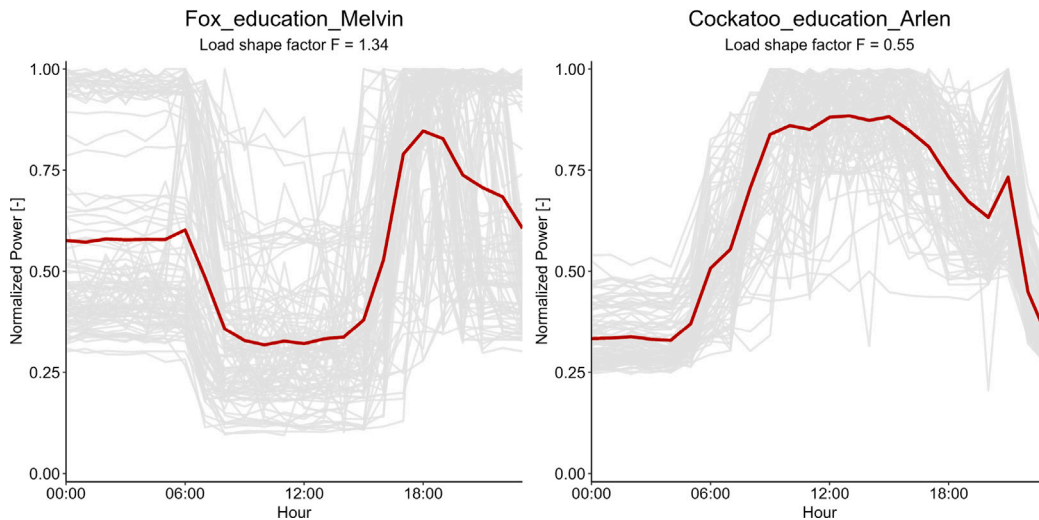 Fox_education_Melvin
Load shape factor F = 1.34
1.00
0.75
0.50
0.25
0.00
Normalized Power [-]
00:00 06:00 12:00 18:00
Hour
Cockatoo_education_Arlen
Load shape factor F = 0.55
1.00
0.75
0.50
0.25
0.00
Normalized Power [-]
00:00 06:00 12:00 18:00
Hour